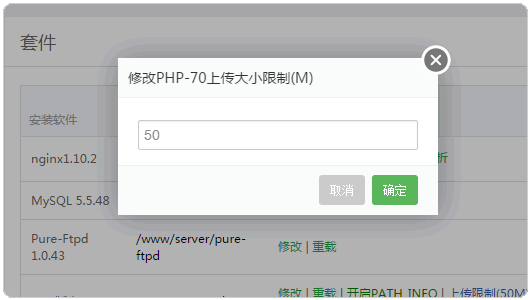 套件
修改PHP-70上传大小限制(M)
50
取消 确定
安装软件
nginx1.10.2
MySQL 5.5.48
Pure-Ftpd 1.0.43 /www/server/pure-ftpd 修改 | 重载
修改 | 重载 | 开启PATH_INFO | 上传限制(50M